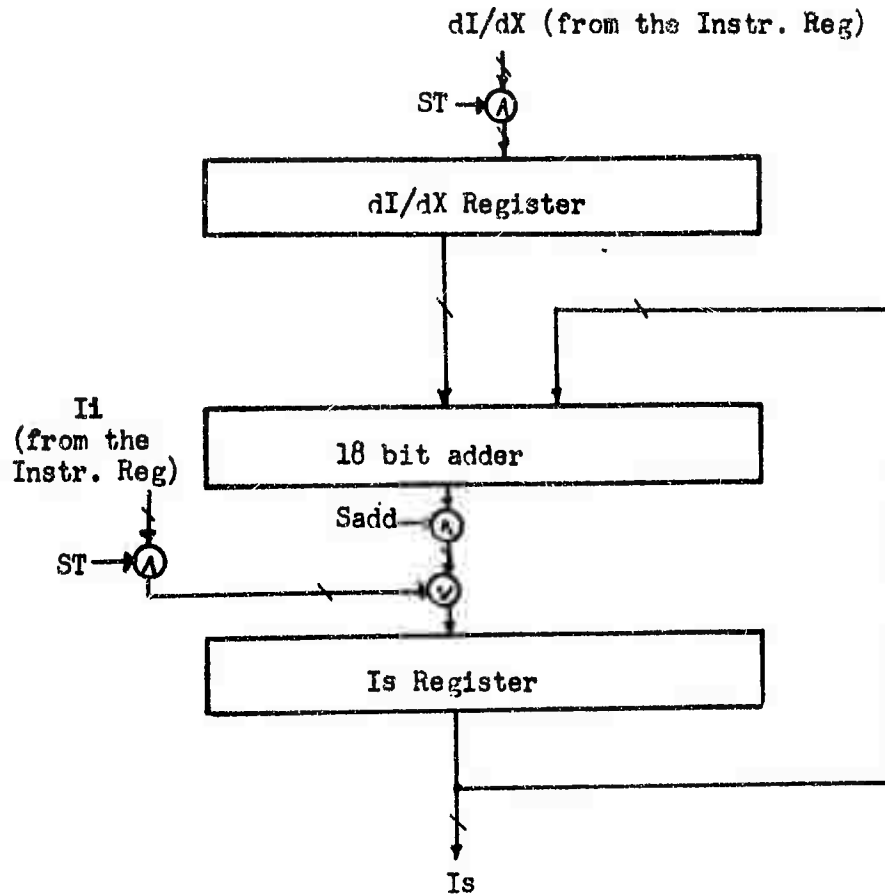 dI/dX (from the Instr. Reg)
ST
Λ
dI/dX Register
Ii
(from the
Instr. Reg)
18 bit adder
Sadd
ST
Λ
Is Register
Is